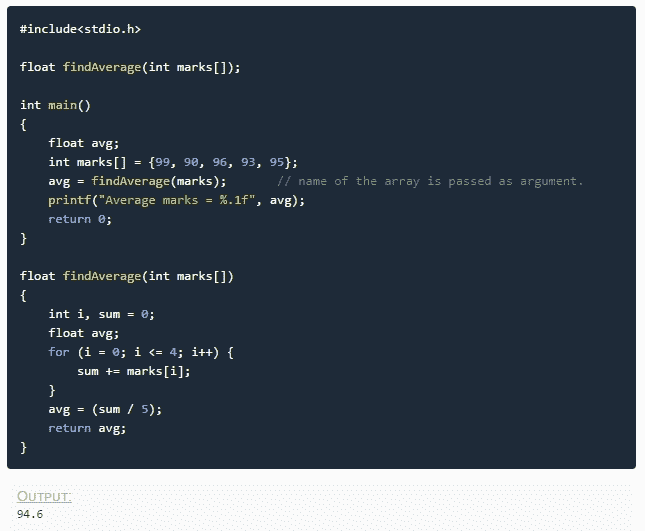 #include<stdio.h>
float findAverage(int marks[]);
int main()
{
float avg;
int marks[] = {99, 90, 96, 93, 95};
avg = findAverage(marks); // name of the array is passed as argument.
printf("Average marks = %.1f", avg);
return 0;
}
float findAverage(int marks[])
{
int i, sum = 0;
float avg;
for (i = 0; i <= 4; i++) {
sum += marks[i];
}
avg = (sum / 5);
return avg;
}
OUTPUT:
94.6